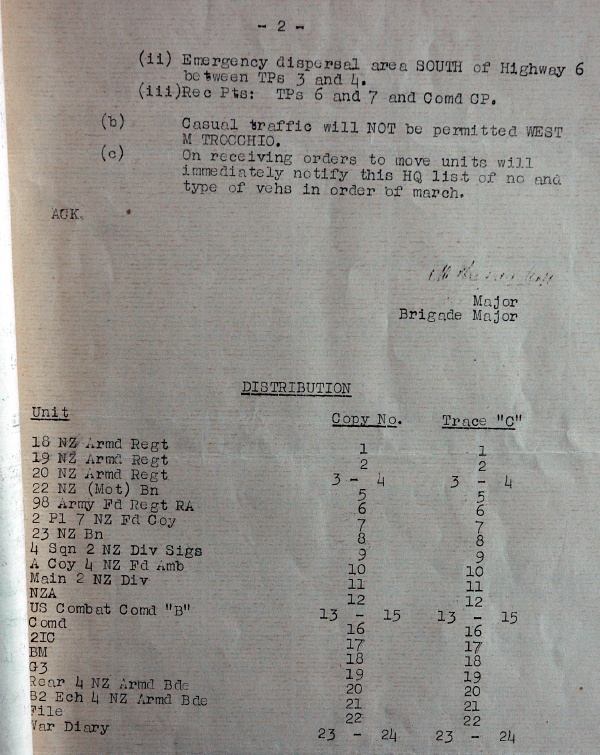 - 2 -
(ii) Emergency dispersal area SOUTH of Highway 6
between TPs 3 and 4.
(iii)Rec Pts: TPs 6 and 7 and Comd CP.
(b) Casual traffic will NOT be permitted WEST
M TROCCHIO.
(c) On receiving orders to move units will
immediately notify this HQ list of no and
type of vehs in order of march.
ACK.
Major
Brigade Major
DISTRIBUTION
Unit Copy No. Trace "C"
18 NZ Armd Regt 1 1
19 NZ Armd Regt 2 2
20 NZ Armd Regt 3 - 4 3 - 4
22 NZ (Mot) Bn 5 5
98 Army Fd Regt RA 6 6
2 Pl 7 NZ Fd Coy 7 7
23 NZ Bn 8 8
4 Sqn 2 NZ Div Sigs 9 9
A Coy 4 NZ Fd Amb 10 10
Main 2 NZ Div 11 11
NZA 12 12
US Combat Comd "B" 13 - 15 13 - 15
Comd 16 16
2IC 17 17
BM 18 18
G3 19 19
Rear 4 NZ Armd Bde 20 20
B2 Ech 4 NZ Armd Bde 21 21
File 22 22
War Diary 23 - 24 23 - 24